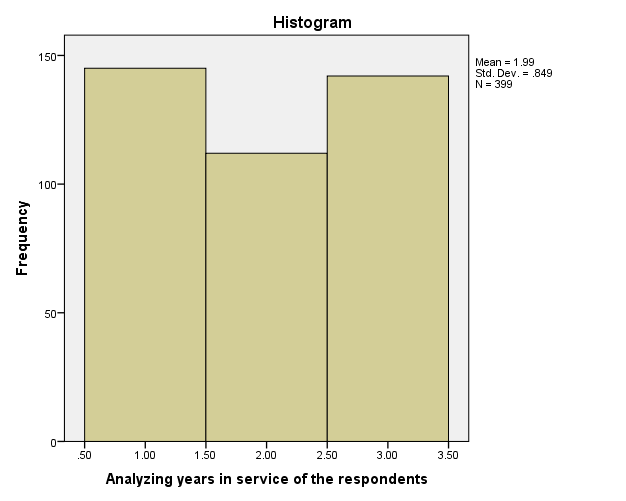 Histogram
Mean = 1.99
Std. Dev. = .849
N = 399
150
100
50
0
Frequency
.50 1.00 1.50 2.00 2.50 3.00 3.50
Analyzing years in service of the respondents